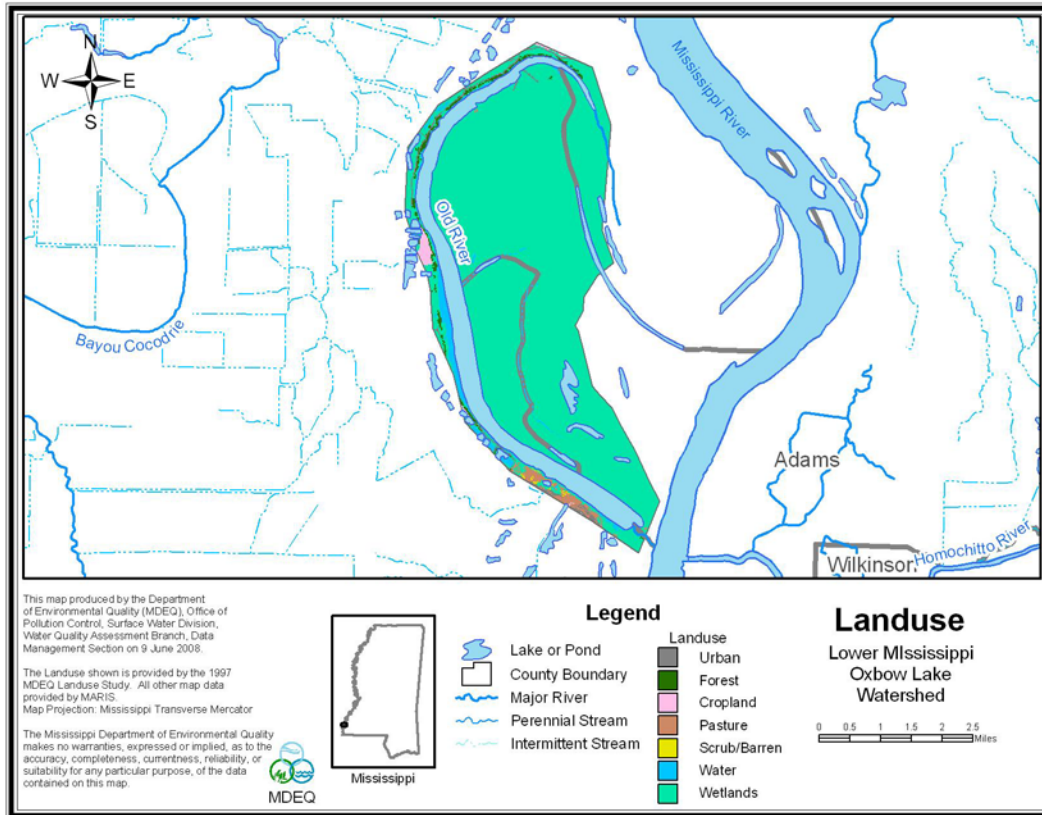 N
W E
S
Mississippi River
Old River
Bayou Cocodrie
Adams
Homochitto River
Wilkinson
This map produced by the Department
of Environmental Quality (MDEQ), Office of
Pollution Control, Surface Water Division,
Water Quality Assessment Branch, Data
Management Section on 9 June 2008.
The Landuse shown is provided by the 1997
MDEQ Landuse Study. All other map data
provided by MARIS.
Map Projection: Mississippi Transverse Mercator
The Mississippi Department of Environmental Quality
makes no warranties, expressed or implied, as to the
accuracy, completeness, currentness, reliability, or
suitability for any particular purpose, of the data
contained on this map.
MDEQ
Mississippi
Legend
Lake or Pond
County Boundary
Major River
Perennial Stream
Intermittent Stream
Landuse
Urban
Forest
Cropland
Pasture
Scrub/Barren
Water
Wetlands
Landuse
Lower MIssissippi
Oxbow Lake
Watershed
0 0.5 1 1.5 2 2.5
Miles